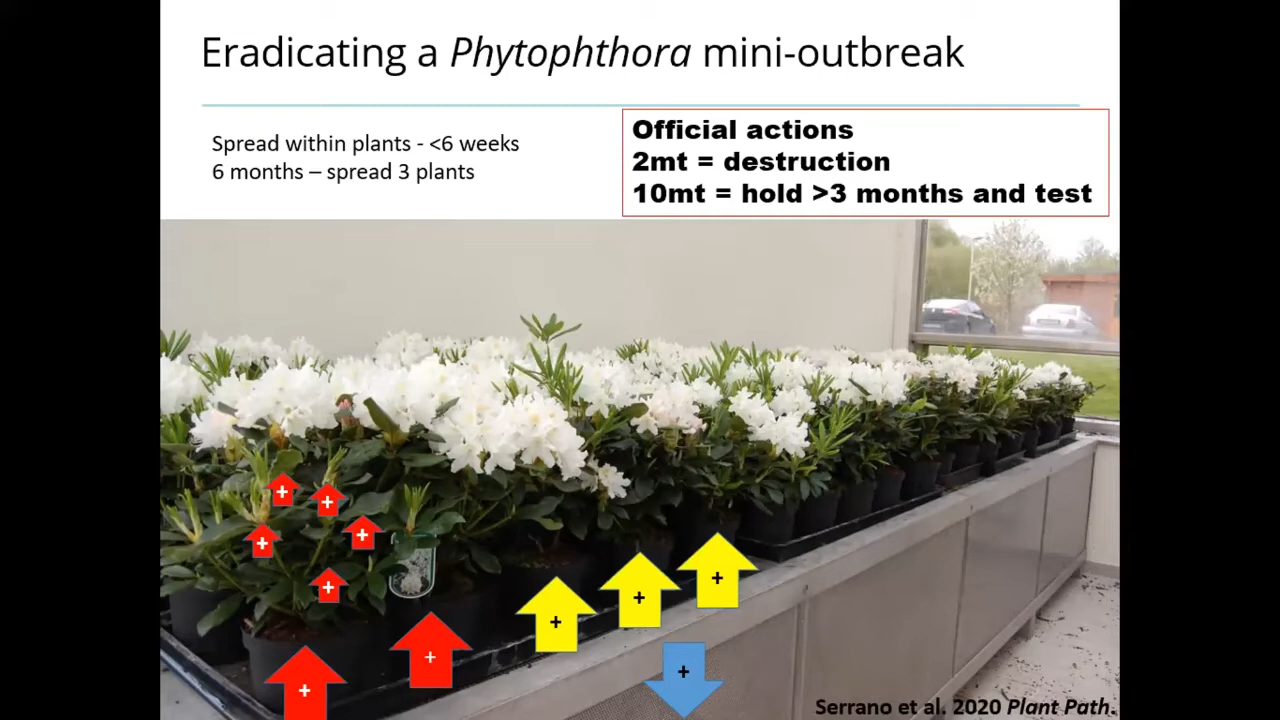 Eradicating a Phytophthora mini-outbreak
Spread within plants - <6 weeks
6 months – spread 3 plants
Official actions
2mt = destruction
10mt = hold >3 months and test
+
+
+
+
+
+
+
+
+
+
+
Serrano et al. 2020 Plant Path.